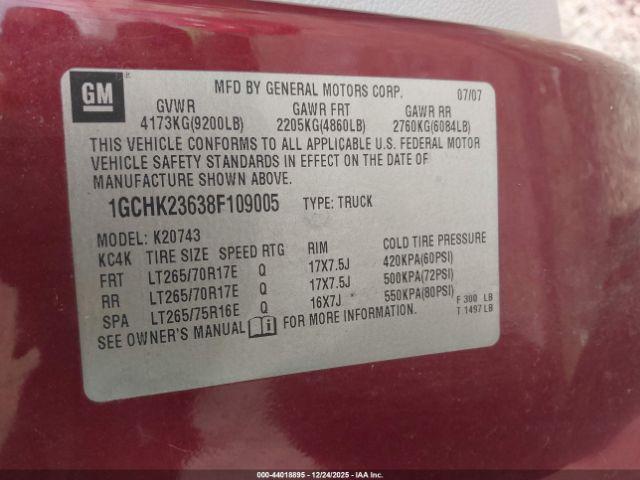 GM
MFD BY GENERAL MOTORS CORP. 07/07
GVWR GAWR FRT GAWR RR
4173KG(9200LB) 2205KG(4860LB) 2760KG(6084LB)
THIS VEHICLE CONFORMS TO ALL APPLICABLE U.S. FEDERAL MOTOR
VEHICLE SAFETY STANDARDS IN EFFECT ON THE DATE OF
MANUFACTURE SHOWN ABOVE.
1GCHK23638F109005 TYPE: TRUCK
MODEL: K20743
KC4K TIRE SIZE SPEED RTG RIM COLD TIRE PRESSURE
FRT LT265/70R17E Q 17X7.5J 420KPA(60PSI)
RR LT265/70R17E Q 17X7.5J 500KPA(72PSI)
SPA LT265/75R16E Q 16X7J 550KPA(80PSI)
SEE OWNER'S MANUAL FOR MORE INFORMATION.
F 300 LB
T 1497 LB
000-44018895 - 12/24/2025 - IAAI, Inc.